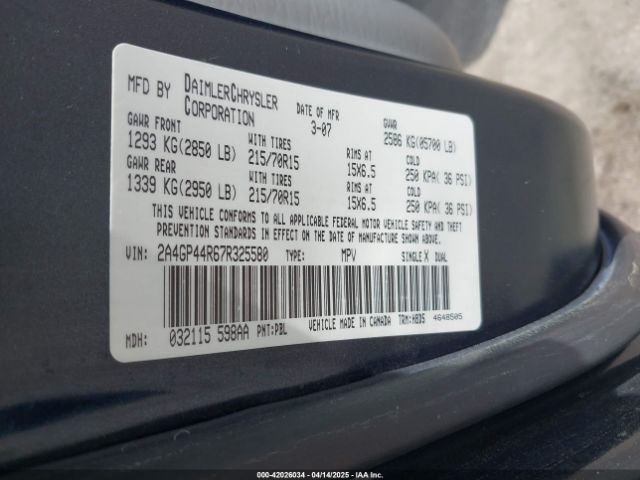 MFD BY DAIMLERCHRYSLER CORPORATION
DATE OF MFR 3-07
GVWR 2586 KG(05700 LB)
GAWR FRONT
1293 KG(2850 LB)
WITH TIRES
215/70R15
RIMS AT
15X6.5
COLD
250 KPA( 36 PSI)
GAWR REAR
1339 KG(2950 LB)
WITH TIRES
215/70R15
RIMS AT
15X6.5
COLD
250 KPA( 36 PSI)
THIS VEHICLE CONFORMS TO ALL APPLICABLE FEDERAL MOTOR VEHICLE SAFETY AND THEFT
PREVENTION STANDARDS IN EFFECT ON THE DATE OF MANUFACTURE SHOWN ABOVE.
VIN: 2A4GP44R67R325580 TYPE: MPV SINGLE X DUAL
MDH: 032115 598AA PNT:PBL VEHICLE MADE IN CANADA TRM:H8D5 4648505
000-42026034 - 04/14/2025 - IAAI.COM